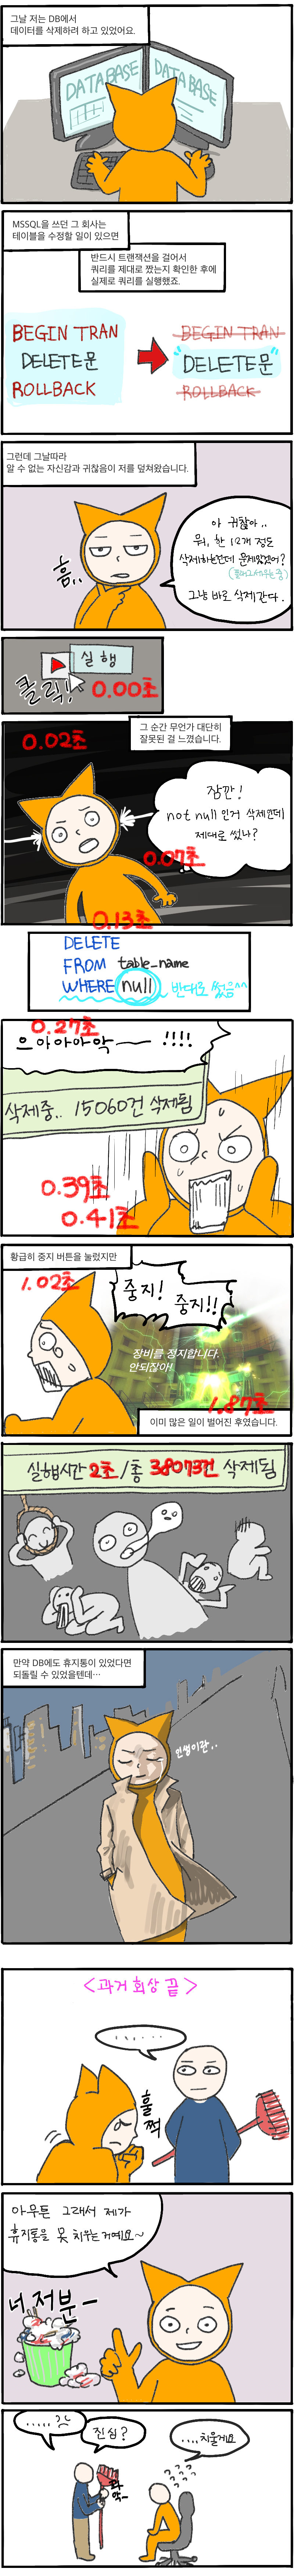 그날 저는 DB에서
데이터를 삭제하려 하고 있었어요.
DATABASE
DATABASE
MSSQL을 쓰던 그 회사는
테이블을 수정할 일이 있으면
반드시 트랜잭션을 걸어서
쿼리를 제대로 짰는지 확인한 후에
실제로 쿼리를 실행했죠.
BEGIN TRAN
DELETE문
ROLLBACK
BEGIN TRAN
DELETE문
ROLLBACK
그런데 그날따라
알 수 없는 자신감과 귀찮음이 저를 덮쳐왔습니다.
흠..
아 귀찮아..
뭐, 한 12개 정도
삭제하는건데 문제있겠어?
그냥 바로 삭제간다.
실행
클릭!
0.00초
그 순간 무언가 대단히
잘못된 걸 느꼈습니다.
0.02초
잠깐!
not null 인거 삭제인데
제대로 썼나?
0.07초
0.13초
DELETE
FROM table_name
WHERE null 반대로 썼음^^
0.27초
으아아아악 !!!!
삭제중.. 15060건 삭제됨
0.39초
0.41초
황급히 중지 버튼을 눌렀지만
1.02초
중지!
중지!!
장비를 정지합니다.
안되잖아!
1.87초
이미 많은 일이 벌어진 후였습니다.
실행시간 2초 / 총 38073건 삭제됨
만약 DB에도 휴지통이 있었다면
되돌릴 수 있었을텐데…
인생이란..
<과거 회상 끝>
......
훌쩍
아무튼 그래서 제가
휴지통을 못 치우는거예요~
너저분-
.....
진심?
콰악-
....치울게요